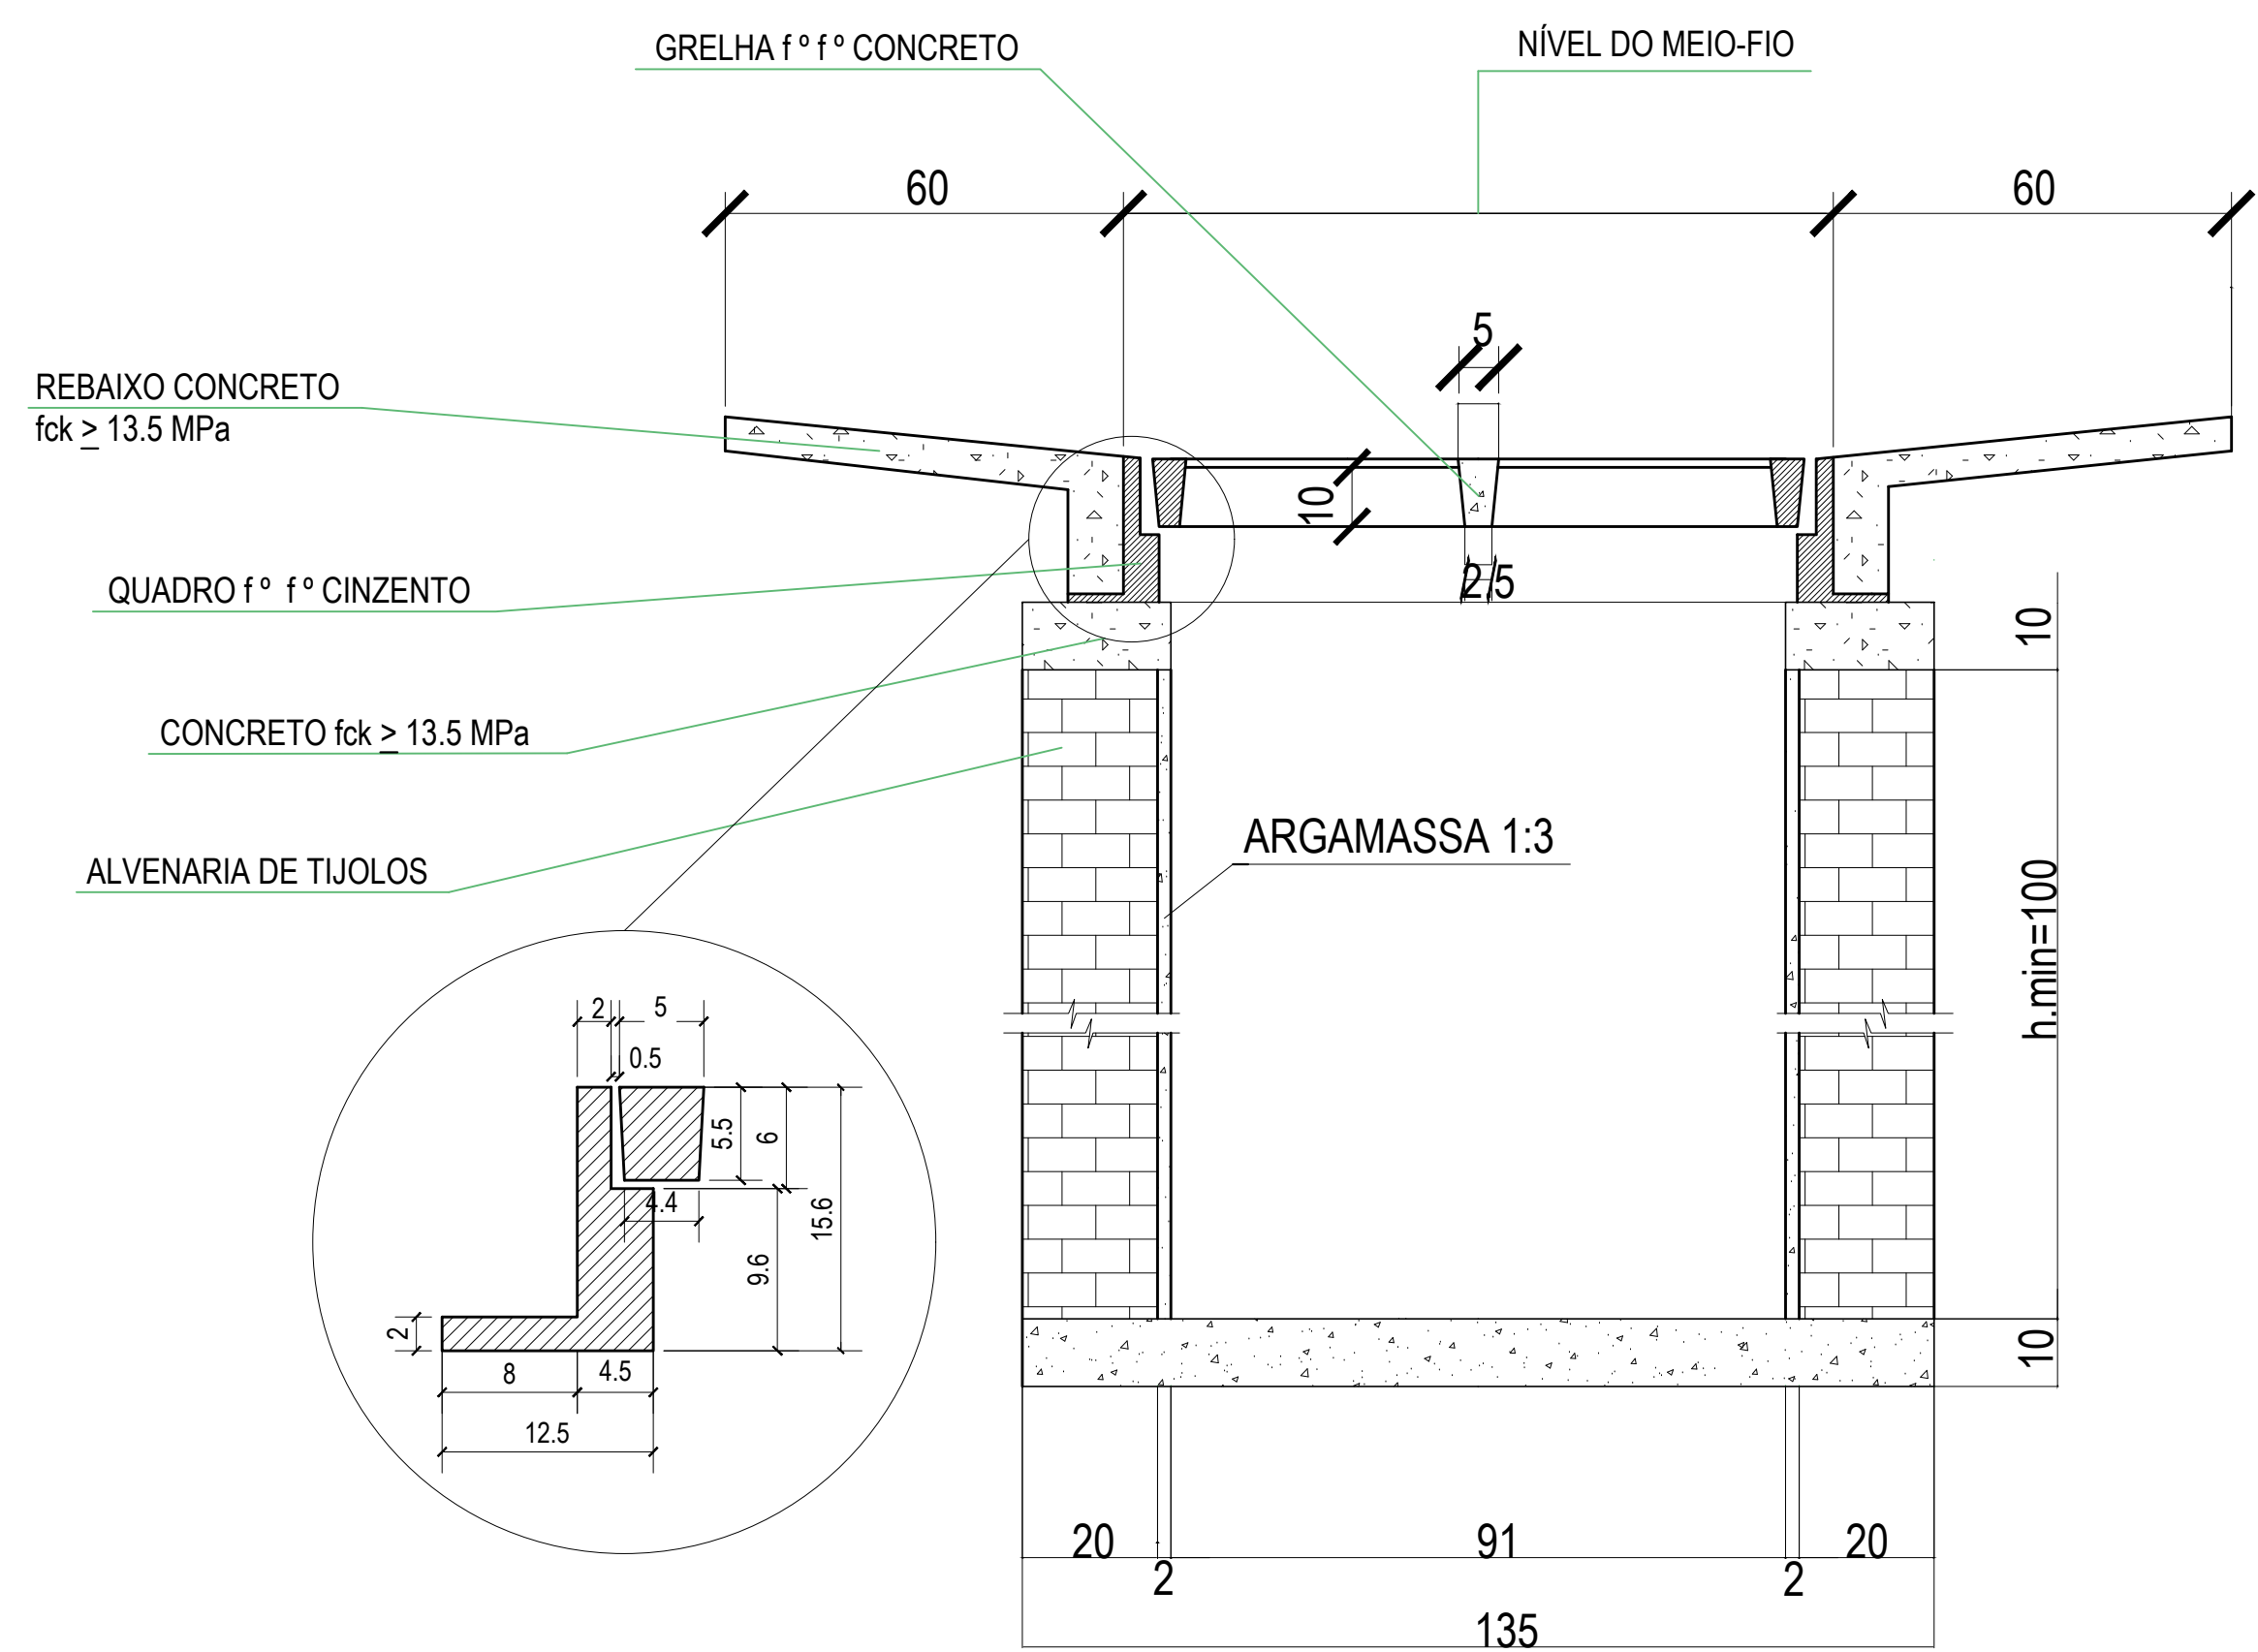 GRELHA f º f º CONCRETO
NÍVEL DO MEIO-FIO
60
60
5
REBAIXO CONCRETO
fck ≥ 13.5 MPa
10
QUADRO f º f º CINZENTO
2,5
10
CONCRETO fck ≥ 13.5 MPa
ARGAMASSA 1:3
ALVENARIA DE TIJOLOS
h.min=100
2
5
0.5
5.5
6
4.4
15.6
9.6
2
8
4.5
12.5
10
20
91
20
2
2
135